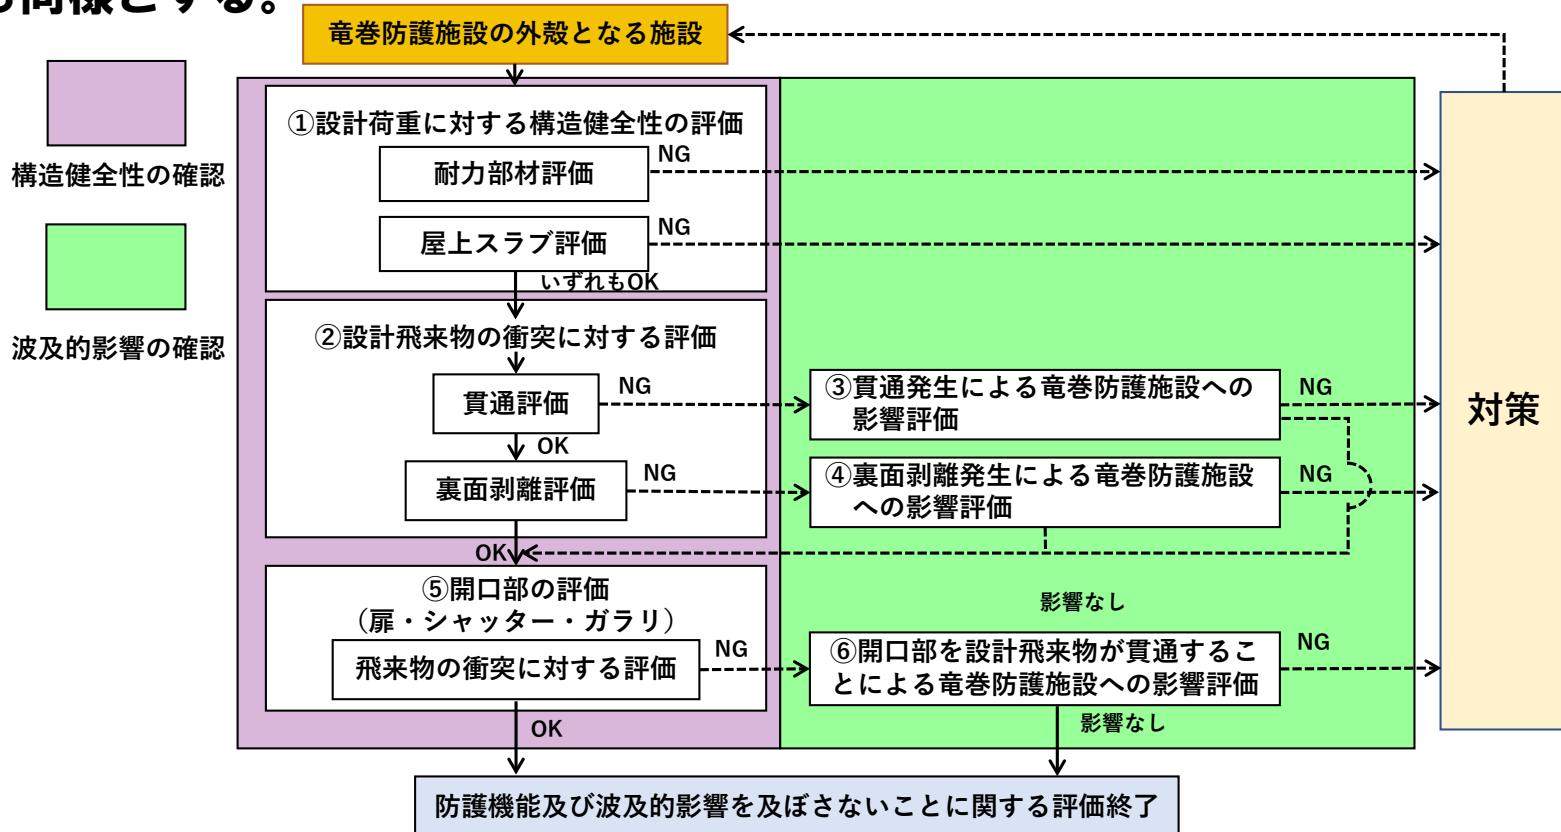 も同様とする。
竜巻防護施設の外殻となる施設
構造健全性の確認
波及的影響の確認
①設計荷重に対する構造健全性の評価
耐力部材評価
NG
屋上スラブ評価
NG
いずれもOK
②設計飛来物の衝突に対する評価
貫通評価
NG
OK
裏面剥離評価
NG
OK
③貫通発生による竜巻防護施設への
影響評価
NG
④裏面剥離発生による竜巻防護施設
への影響評価
NG
対策
⑤開口部の評価
（扉・シャッター・ガラリ）
飛来物の衝突に対する評価
NG
OK
影響なし
⑥開口部を設計飛来物が貫通するこ
とによる竜巻防護施設への影響評価
NG
影響なし
防護機能及び波及的影響を及ぼさないことに関する評価終了